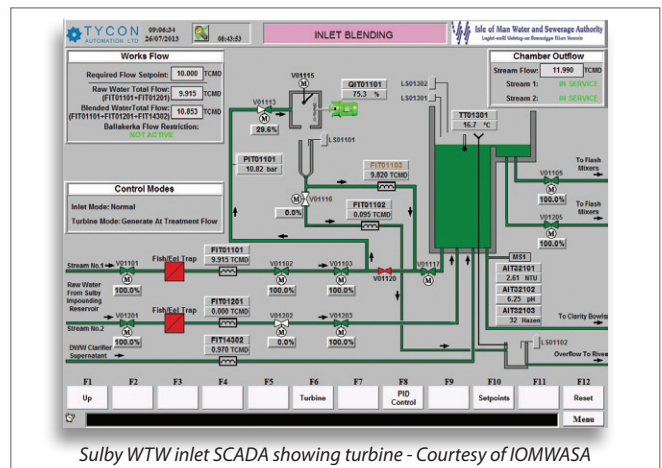 TYCON
AUTOMATION LTD
09:06:34
26/07/2013
08:43:53
INLET BLENDING
Isle of Man Water and Sewerage Authority
Works Flow
Required Flow Setpoint: 10.000 TCMD
Raw Water Total Flow: 9.915 TCMD
(FIT01101+FIT01201)
Blended WaterTotal Flow: 10.853 TCMD
(FIT01101+FIT01201+FIT14302)
Ballakerka Flow Restriction:
NOT ACTIVE
Chamber Outflow
Stream Flow: 11.990 TCMD
Stream 1: IN SERVICE
Stream 2: IN SERVICE
V01115
QIT01101
75.3 %
V01113
M
29.6%
LS01202
LS01301
TT01301
16.7 °C
LS01101
PIT01101
10.82 bar
FIT01103
9.820 TCMD
V01116
M
0.0%
FIT01102
0.095 TCMD
To Flash
Mixers
V01105
M
100.0%
To Flash
Mixers
V01205
M
100.0%
Control Modes
Inlet Mode: Normal
Turbine Mode: Generate At Treatment Flow
Stream No.1
V01101
M
100.0%
Fish/Eel Trap
FIT01101
9.915 TCMD
V01102
M
100.0%
V01103
M
100.0%
V01120
V01117
M
MS1
AIT32101
2.61 NTU
AIT32102
6.25 pH
AIT32103
32 Hazen
Raw Water
From Sulby
Impounding
Reservoir
Stream No.2
V01201
M
100.0%
Fish/Eel Trap
FIT01201
0.000 TCMD
V01202
M
0.0%
V01203
M
100.0%
To Clarity Bowls
LS01102
Overflow To River
DWW Clarifier
Supernatant
FIT14302
0.970 TCMD
F1 F2 F3 F4 F5 F6 F7 F8 F9 F10 F11 F12
Up Turbine PID Control Setpoints Reset
Menu
Sulby WTW inlet SCADA showing turbine - Courtesy of IOMWASA